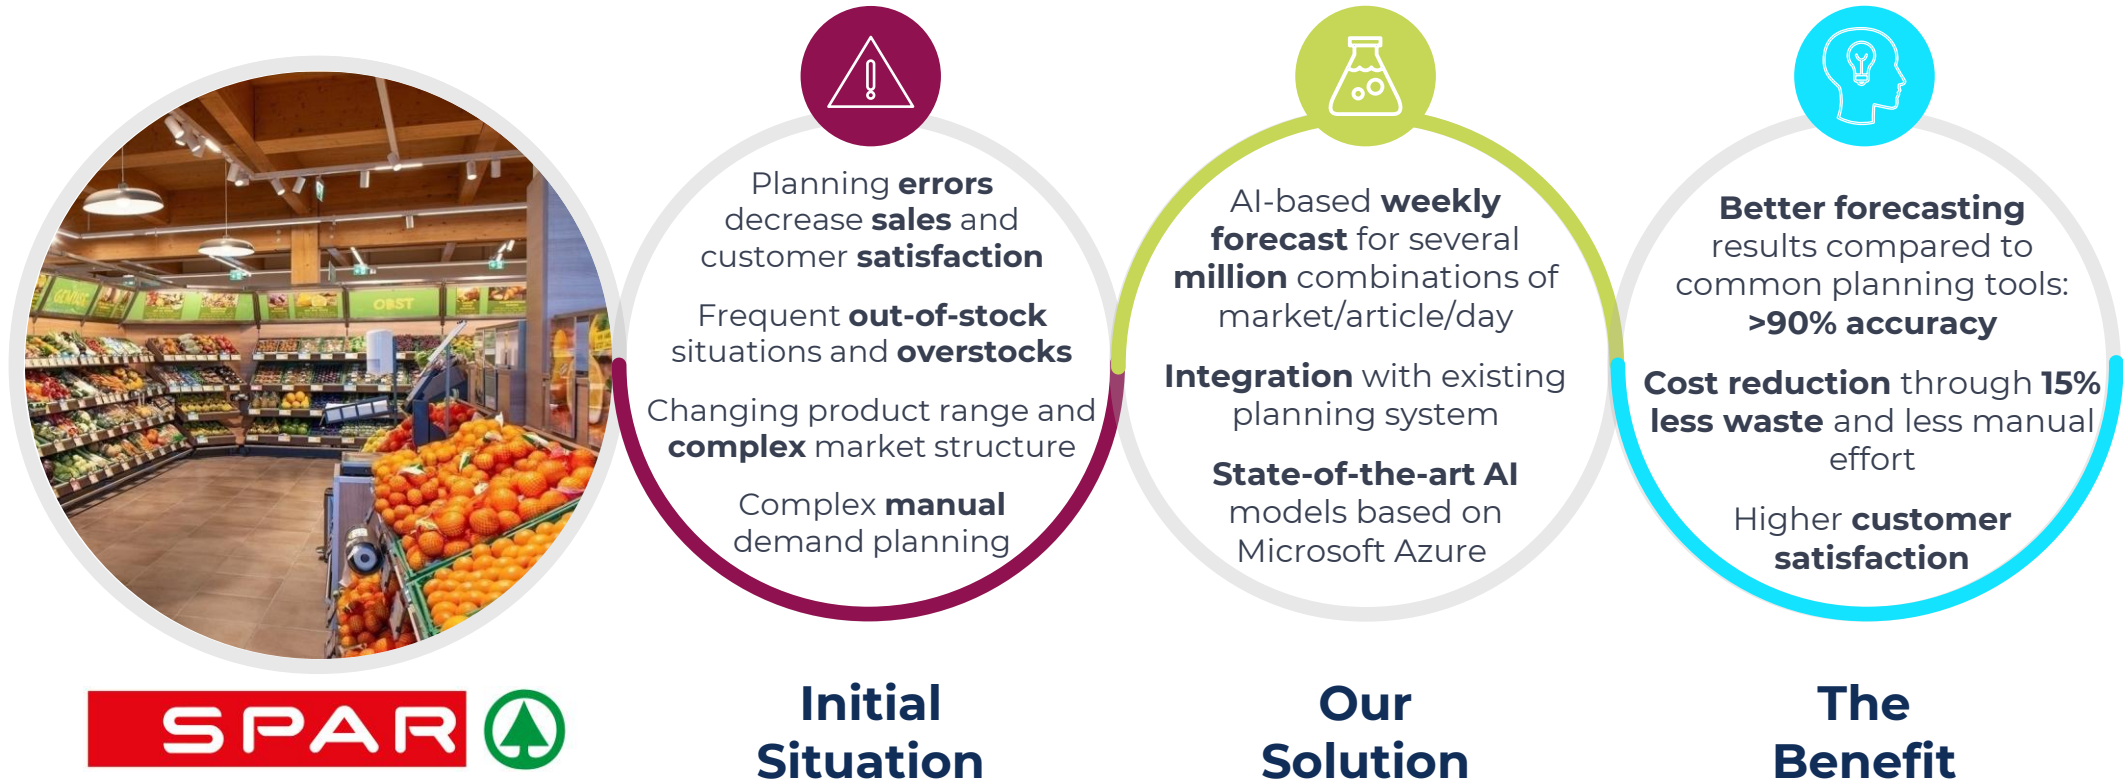 GEMÜSE
OBST
SPAR
Planning errors
decrease sales and
customer satisfaction
Frequent out-of-stock
situations and overstocks
Changing product range and
complex market structure
Complex manual
demand planning
Initial
Situation
AI-based weekly
forecast for several
million combinations of
market/article/day
Integration with existing
planning system
State-of-the-art AI
models based on
Microsoft Azure
Our
Solution
Better forecasting
results compared to
common planning tools:
>90% accuracy
Cost reduction through 15%
less waste and less manual
effort
Higher customer
satisfaction
The
Benefit